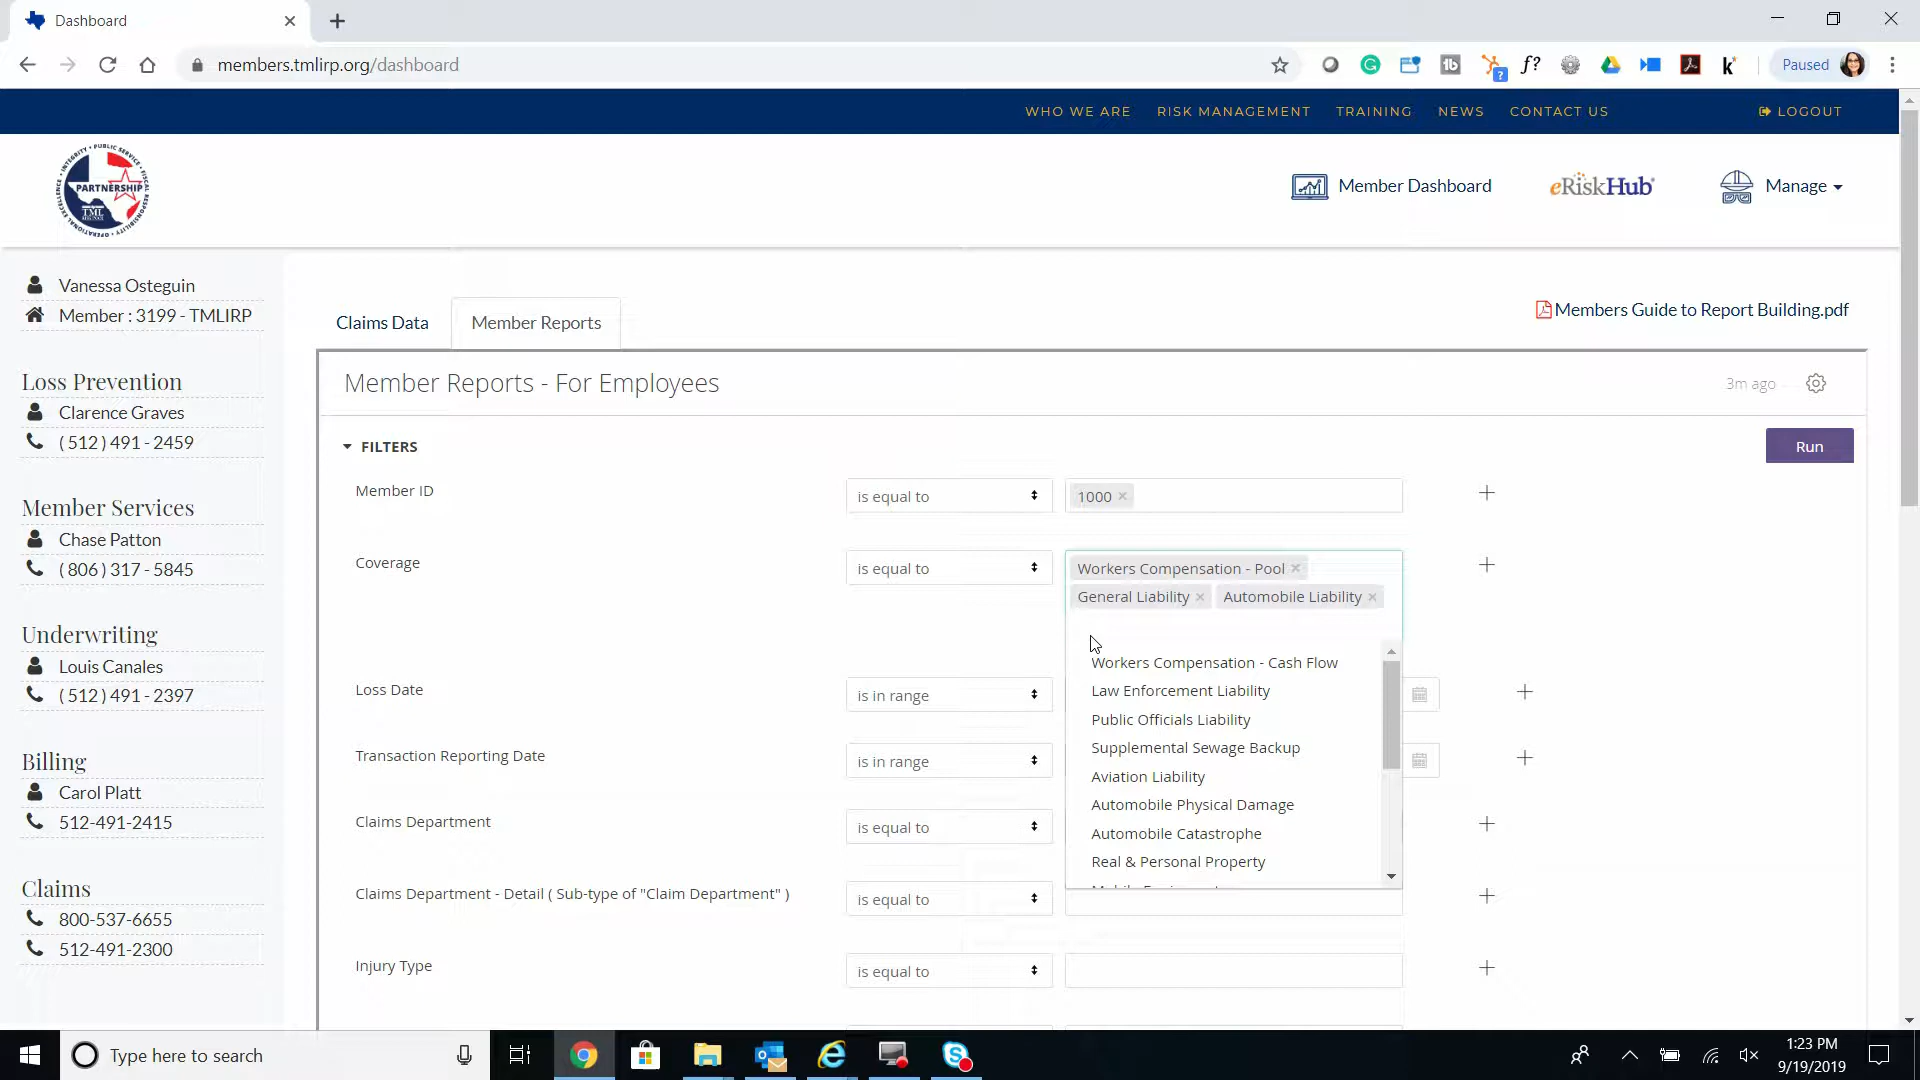 Dashboard
members.tmlirp.org/dashboard
Paused
WHO WE ARE
RISK MANAGEMENT
TRAINING
NEWS
CONTACT US
LOGOUT
PARTNERSHIP
TML
Member Dashboard
eRiskHub
Manage
Vanessa Osteguin
Member : 3199 - TMLIRP
Loss Prevention
Clarence Graves
( 512 ) 491 - 2459
Member Services
Chase Patton
( 806 ) 317 - 5845
Underwriting
Louis Canales
( 512 ) 491 - 2397
Billing
Carol Platt
512-491-2415
Claims
800-537-6655
512-491-2300
Claims Data
Member Reports
Members Guide to Report Building.pdf
Member Reports - For Employees
3m ago
FILTERS
Run
Member ID
is equal to
1000
Coverage
is equal to
Workers Compensation - Pool
General Liability
Automobile Liability
Workers Compensation - Cash Flow
Law Enforcement Liability
Public Officials Liability
Supplemental Sewage Backup
Aviation Liability
Automobile Physical Damage
Automobile Catastrophe
Real & Personal Property
Loss Date
is in range
Transaction Reporting Date
is in range
Claims Department
is equal to
Claims Department - Detail ( Sub-type of "Claim Department" )
is equal to
Injury Type
is equal to
Type here to search
1:23 PM
9/19/2019